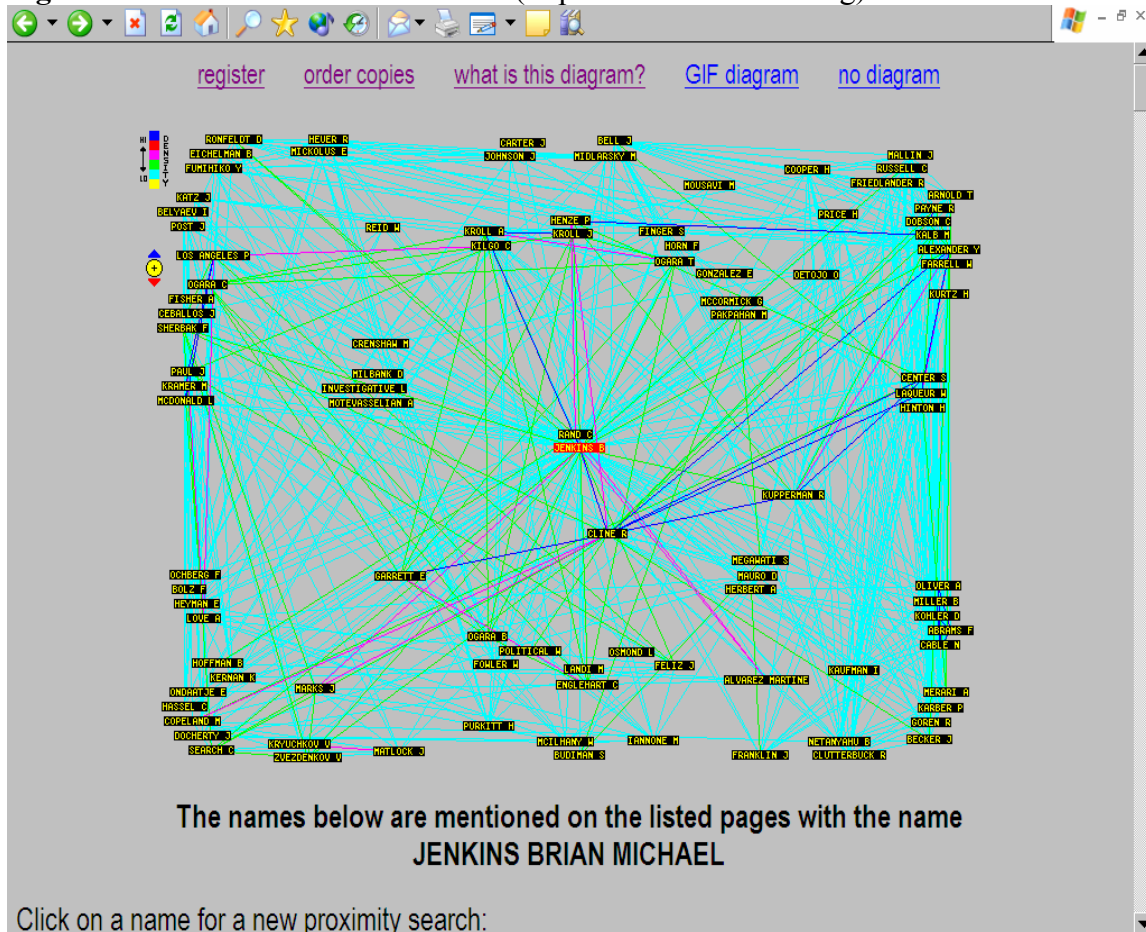 register order copies what is this diagram? GIF diagram no diagram
HI
LO
DENSITY
RONFELDT D
HEUER R
CARTER J
BELL J
EICHELMAN B
MICKOLUS E
JOHNSON J
MIDLARSKY M
MALLIN J
FUMIHIKO Y
COOPER H
RUSSELL C
MOUSAVI M
FRIEDLANDER R
KATZ J
ARNOLD T
BELYAEV I
PRICE H
PAYNE R
POST J
REID W
HENZE P
DOBSON C
KROLL A
KROLL J
FINGER S
KALB M
KILGO C
HORN F
ALEXANDER Y
LOS ANGELES P
OGARA T
FARRELL W
GONZALEZ E
OETOJO O
OGARA C
KURTZ H
FISHER A
MCCORMICK G
CEBALLOS J
PAKPAHAN M
SHERBAK F
CRENSHAW M
PAUL J
MILBANK D
CENTER S
KRAMER M
INVESTIGATIVE L
LAQUEUR W
MCDONALD L
MOTEVASSELIAN A
HINTON H
RAND C
JENKINS B
KUPPERMAN R
CLINE R
MEGAWATI S
OCHBERG F
GARRETT E
MAURO D
BOLZ F
HERBERT A
OLIVER A
HEYMAN E
MILLER B
LOVE A
KOHLER D
OGARA B
ABRAMS F
POLITICAL W
OSMOND L
CABLE N
HOFFMAN B
FOWLER W
LANDI M
FELIZ J
KAUFMAN I
KERNAN K
ENGLEHART C
ALVAREZ MARTINE
ONDAATJE E
MARKS J
MERARI A
HASSEL C
KARBER P
COPELAND M
PURKITT H
GOREN R
DOCHERTY J
KRYUCHKOV V
MCILHANY W
IANNONE M
NETANYAHU B
BECKER J
SEARCH C
ZVEZDENKOV V
MATLOCK J
BUDIMAN S
FRANKLIN J
CLUTTERBUCK R
The names below are mentioned on the listed pages with the name
JENKINS BRIAN MICHAEL
Click on a name for a new proximity search: